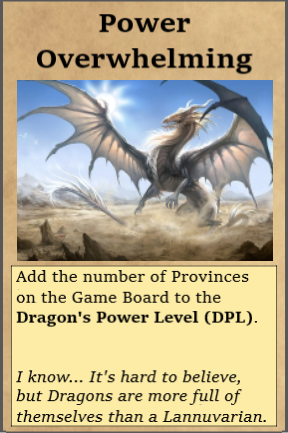 Power
Overwhelming
Add the number of Provinces
on the Game Board to the
Dragon's Power Level (DPL).
I know... It's hard to believe,
but Dragons are more full of
themselves than a Lannuvarian.